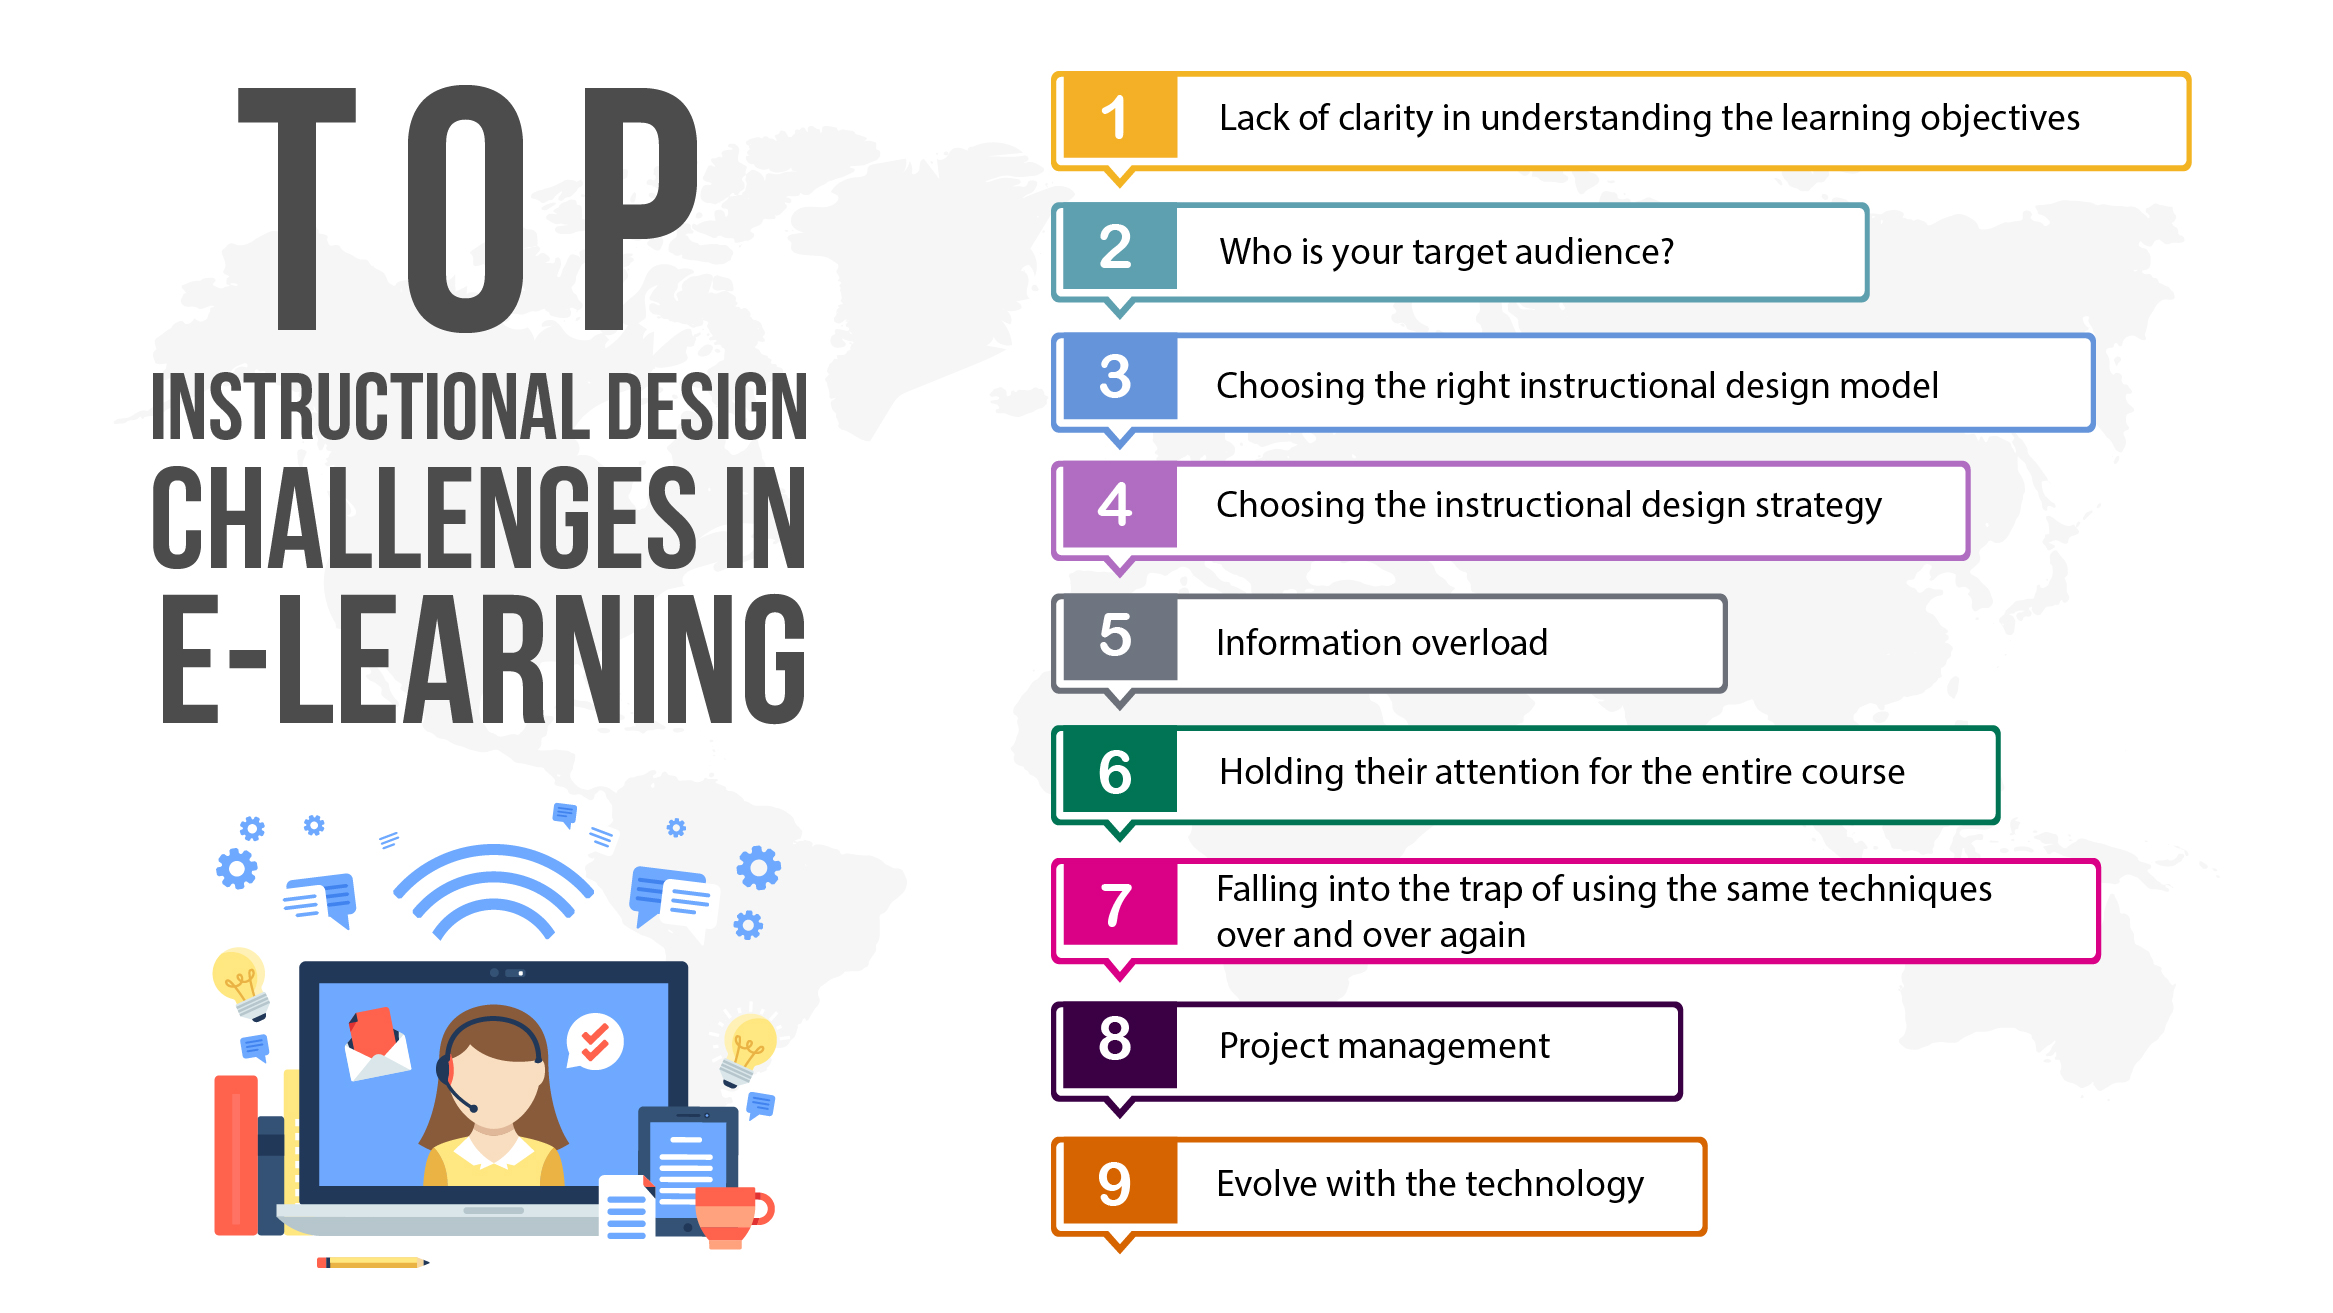 TOP
INSTRUCTIONAL DESIGN
CHALLENGES IN
E-LEARNING
1 Lack of clarity in understanding the learning objectives
2 Who is your target audience?
3 Choosing the right instructional design model
4 Choosing the instructional design strategy
5 Information overload
6 Holding their attention for the entire course
7 Falling into the trap of using the same techniques
over and over again
8 Project management
9 Evolve with the technology